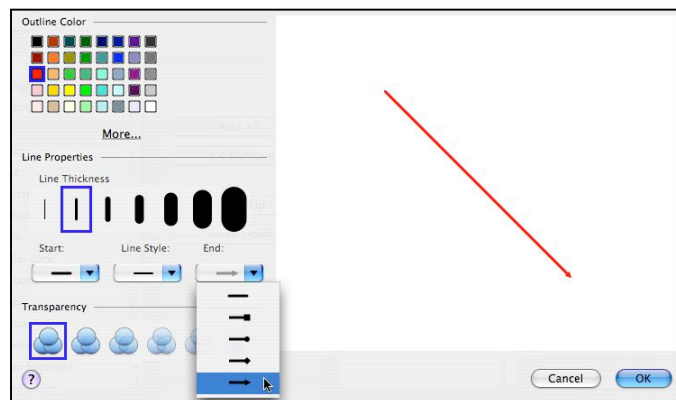 Outline Color
More...
Line Properties
Line Thickness
Start: Line Style: End:
Transparency
? Cancel OK